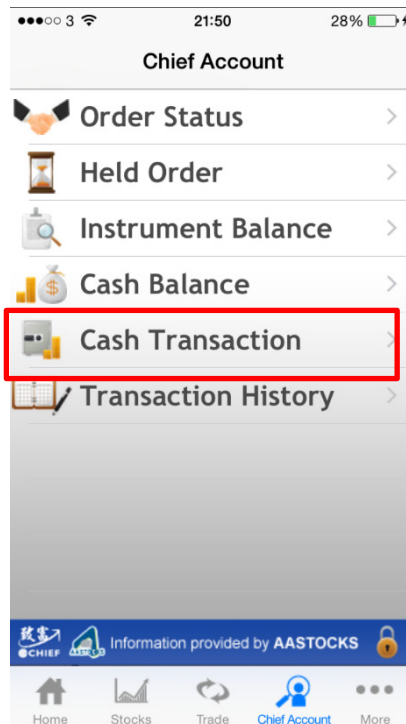 3 21:50 28%
Chief Account
Order Status
Held Order
Instrument Balance
Cash Balance
Cash Transaction
Transaction History
致富 CHIEF AASTOCKS Information provided by AASTOCKS
Home Stocks Trade Chief Account More